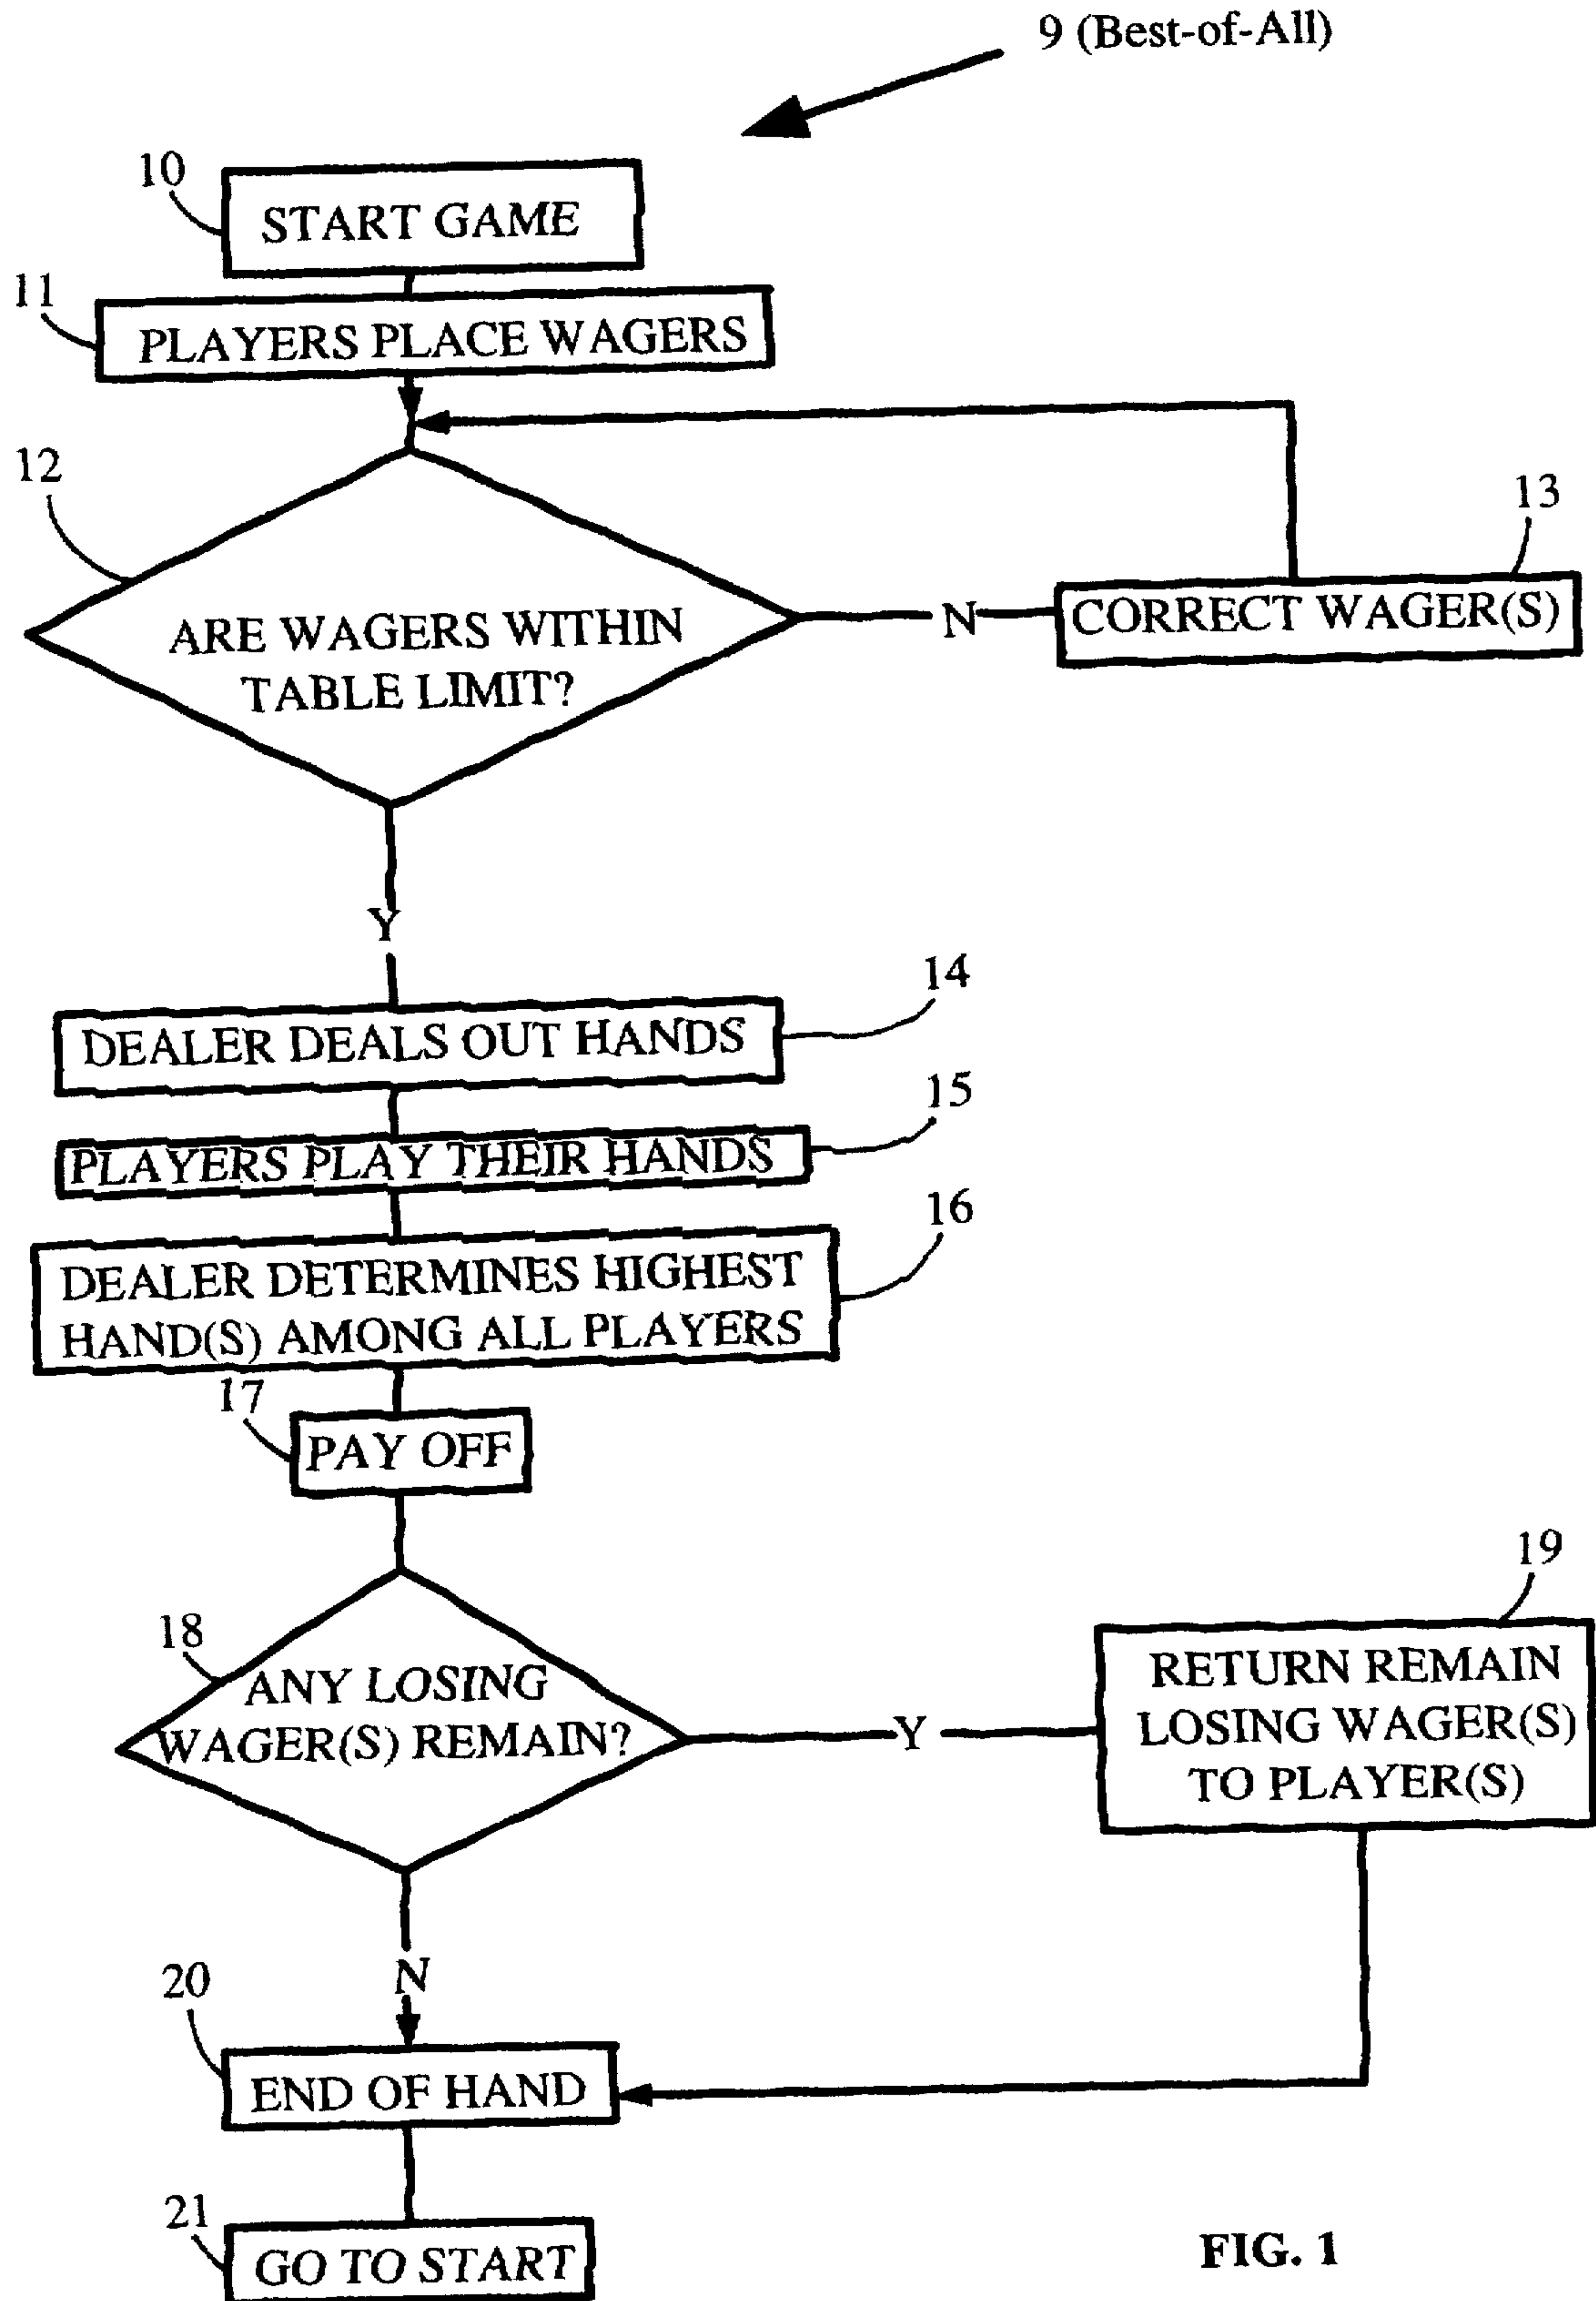 9 (Best-of-All)
10
START GAME
11
PLAYERS PLACE WAGERS
12
ARE WAGERS WITHIN
TABLE LIMIT?
N
13
CORRECT WAGER(S)
Y
14
DEALER DEALS OUT HANDS
15
PLAYERS PLAY THEIR HANDS
16
DEALER DETERMINES HIGHEST
HAND(S) AMONG ALL PLAYERS
17
PAY OFF
18
ANY LOSING
WAGER(S) REMAIN?
Y
19
RETURN REMAIN
LOSING WAGER(S)
TO PLAYER(S)
N
20
END OF HAND
21
GO TO START
FIG. 1